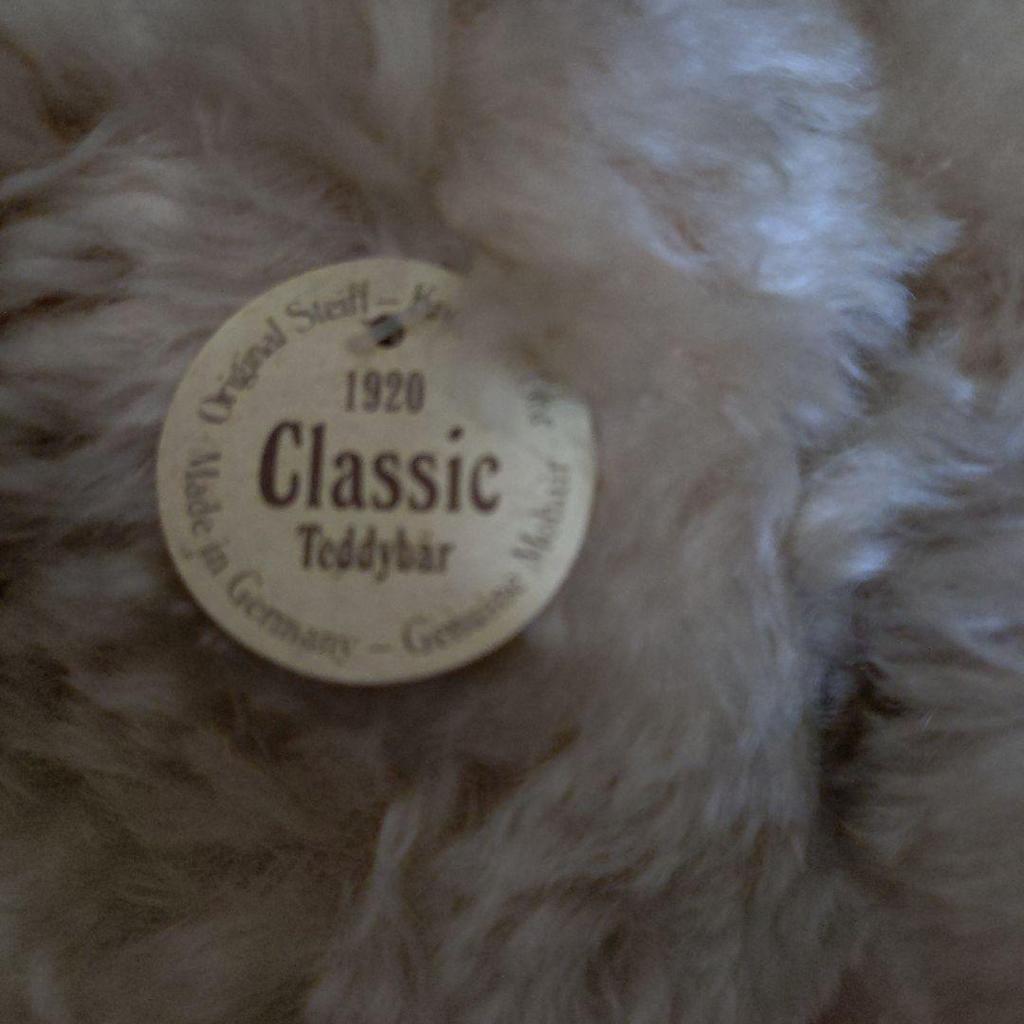 Original Steiff –
1920
Classic
Teddybär
Made in Germany – Genuine Mohair